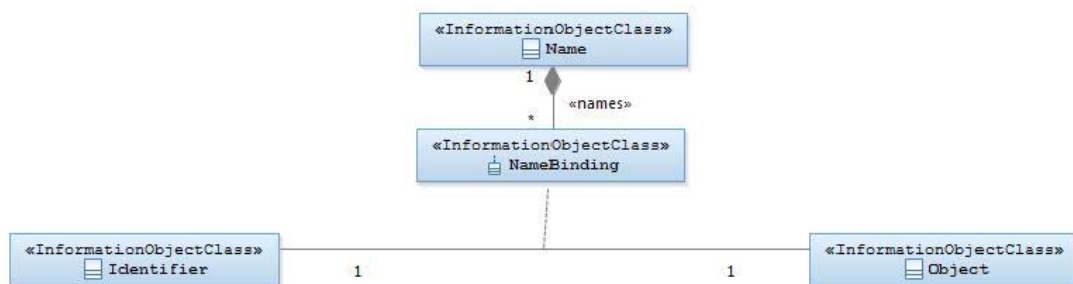 «InformationObjectClass»
Name
1
«names»
*
«InformationObjectClass»
NameBinding
«InformationObjectClass»
Identifier
1
1
«InformationObjectClass»
Object